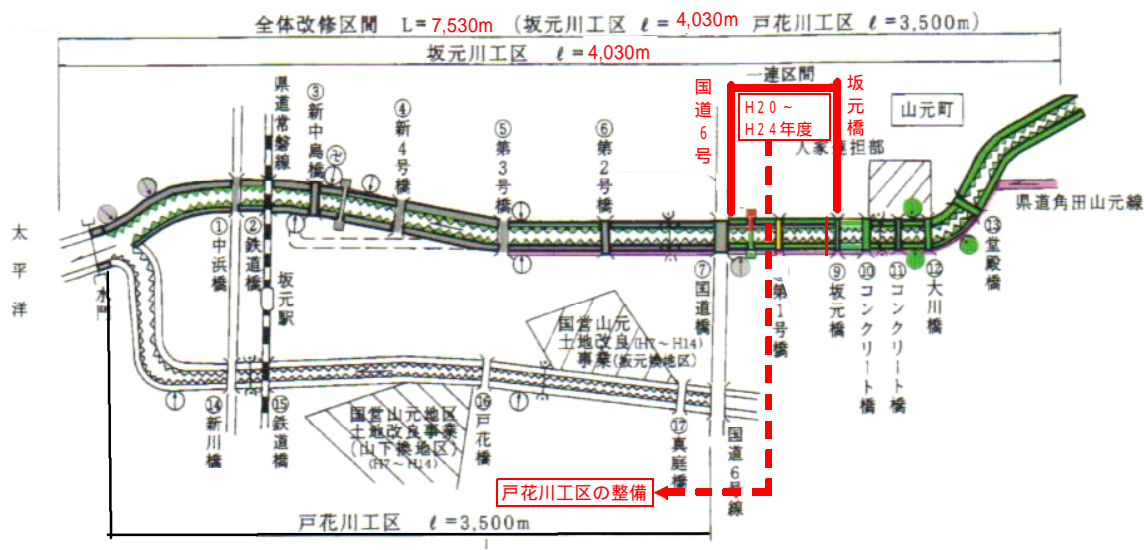 全体改修区間 L=7,530m (坂元川工区 ℓ= 4,030m 戸花川工区 ℓ=3,500m)
坂元川工区 ℓ=4,030m
一連区間
国道6号
H20~
H24年度
坂元橋
山元町
人家連担部
県道角田山元線
県道常磐線
③新中島橋
卍
④新4号橋
⑤第3号橋
⑥第2号橋
太平洋
水門
①中浜橋
②鉄道橋
坂元駅
⑦国道橋
第1号橋
⑨坂元橋
⑩コンクリート橋
⑪コンクリート橋
⑫大川橋
⑬堂殿橋
国営山元
土地改良(H7~H14)
事業(坂元換地区)
国営山元地区
土地改良事業
(山下換地区)
(H7~H14)
⑭新川橋
⑮鉄道橋
⑯戸花橋
⑰真庭橋
国道6号線
戸花川工区の整備
戸花川工区 ℓ=3,500m